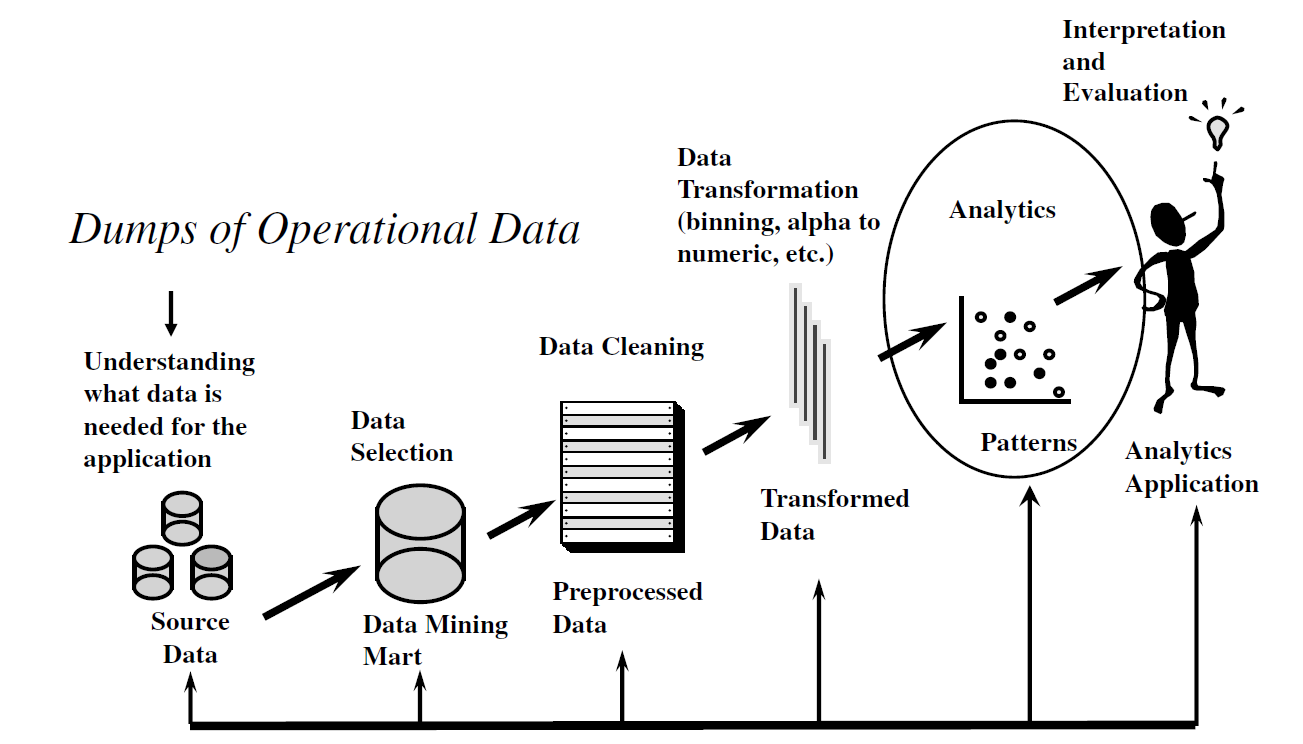 Interpretation
and
Evaluation
Data
Transformation
(binning, alpha to
numeric, etc.)
Analytics
Dumps of Operational Data
Understanding
what data is
needed for the
application
Data
Selection
Data Cleaning
Patterns
Analytics
Application
Transformed
Data
Preprocessed
Data
Data Mining
Mart
Source
Data